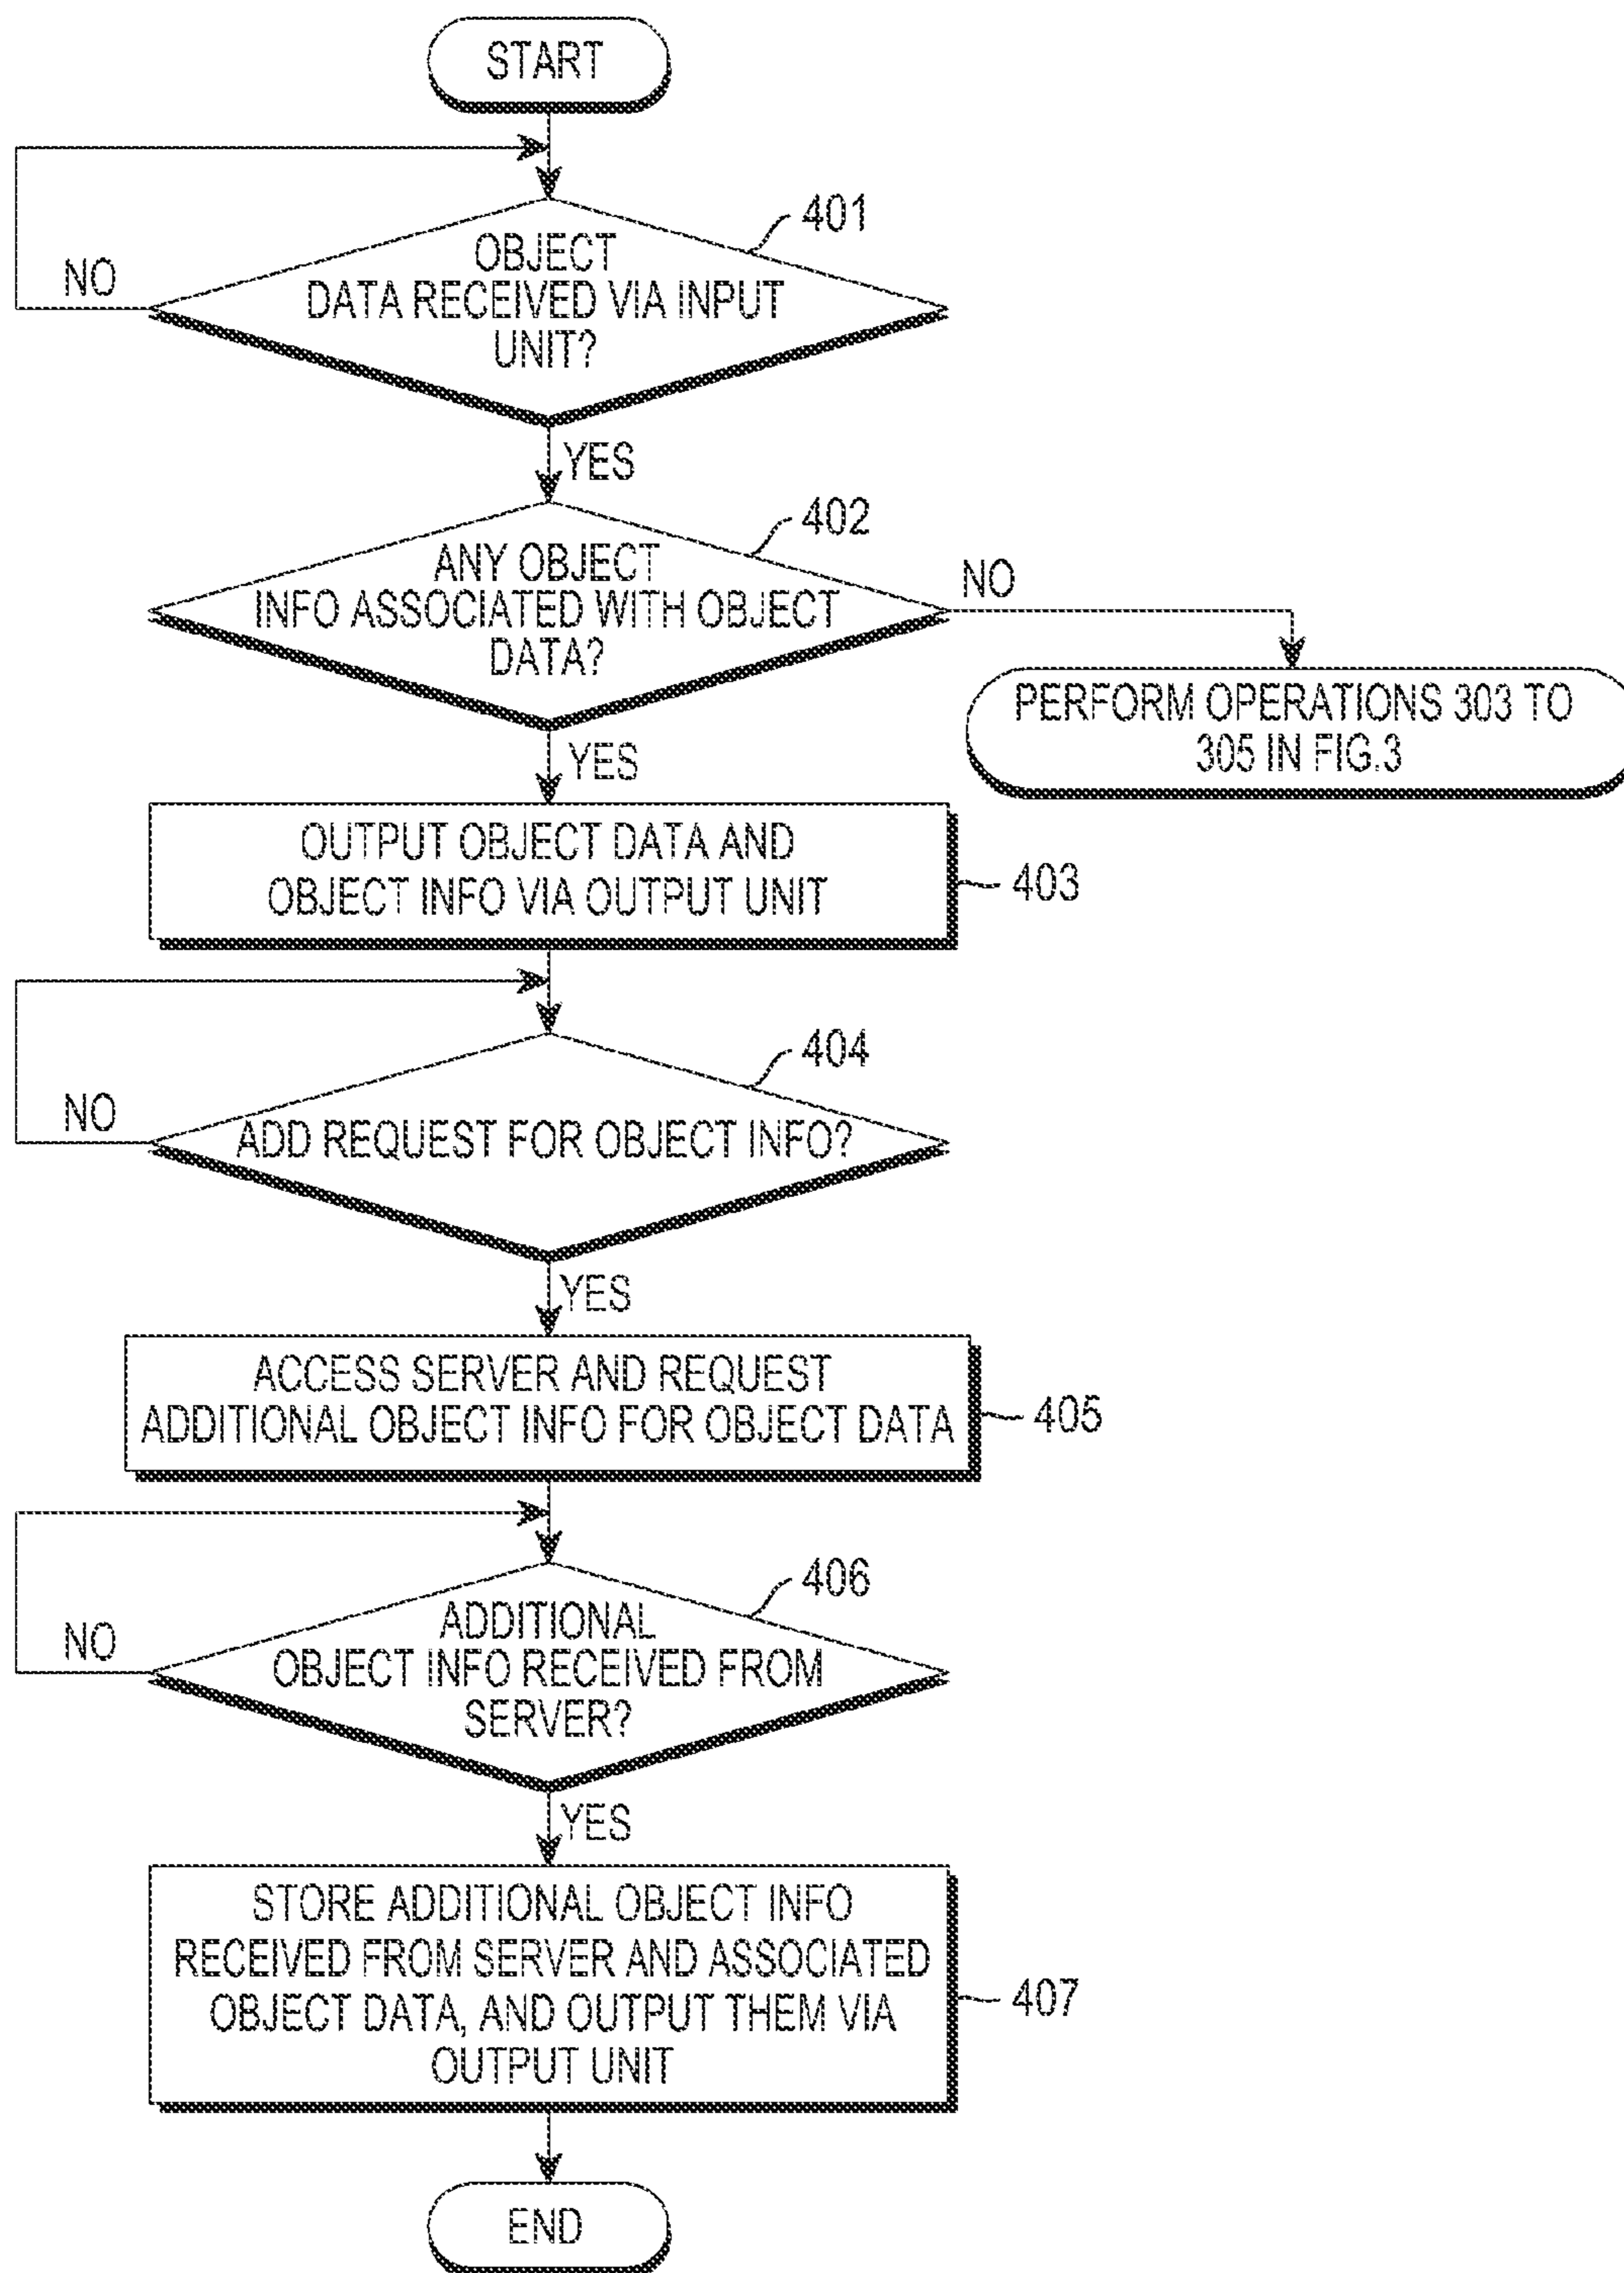 START
401
OBJECT
DATA RECEIVED VIA INPUT
UNIT?
NO
YES
402
ANY OBJECT
INFO ASSOCIATED WITH OBJECT
DATA?
NO
PERFORM OPERATIONS 303 TO
305 IN FIG.3
YES
OUTPUT OBJECT DATA AND
OBJECT INFO VIA OUTPUT UNIT
403
404
NO
ADD REQUEST FOR OBJECT INFO?
YES
ACCESS SERVER AND REQUEST
ADDITIONAL OBJECT INFO FOR OBJECT DATA
405
406
ADDITIONAL
NO
OBJECT INFO RECEIVED FROM
SERVER?
YES
STORE ADDITIONAL OBJECT INFO
RECEIVED FROM SERVER AND ASSOCIATED
OBJECT DATA, AND OUTPUT THEM VIA
OUTPUT UNIT
407
END